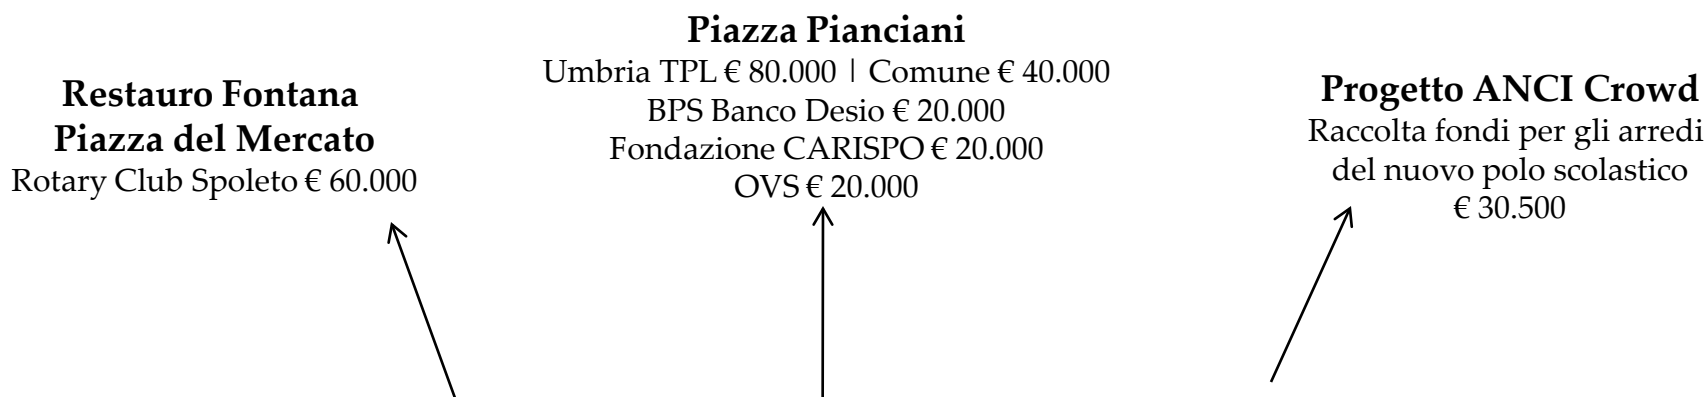 Restauro Fontana
Piazza del Mercato
Rotary Club Spoleto € 60.000
Piazza Pianciani
Umbria TPL € 80.000 | Comune € 40.000
BPS Banco Desio € 20.000
Fondazione CARISPO € 20.000
OVS € 20.000
Progetto ANCI Crowd
Raccolta fondi per gli arredi
del nuovo polo scolastico
€ 30.500